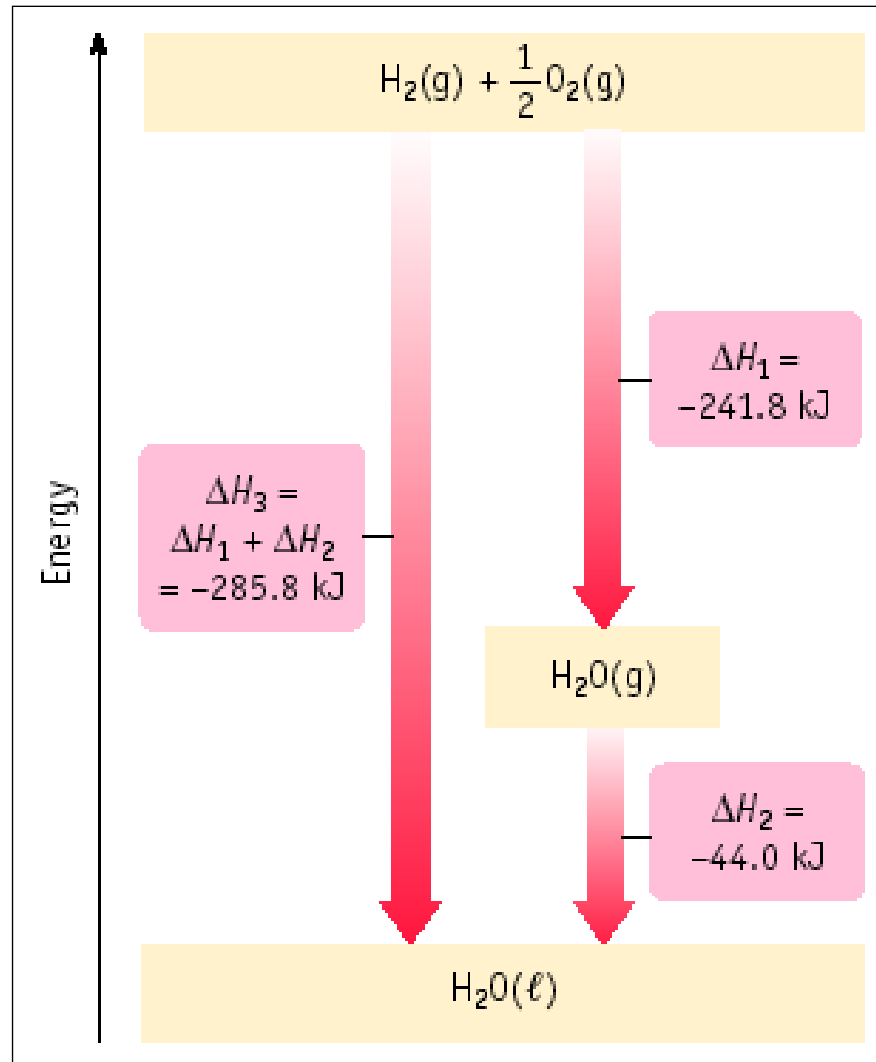 H₂(g) + 1/2 O₂(g)
ΔH₁ =
–241.8 kJ
ΔH₃ =
ΔH₁ + ΔH₂
= –285.8 kJ
Energy
H₂O(g)
ΔH₂ =
–44.0 kJ
H₂O(ℓ)